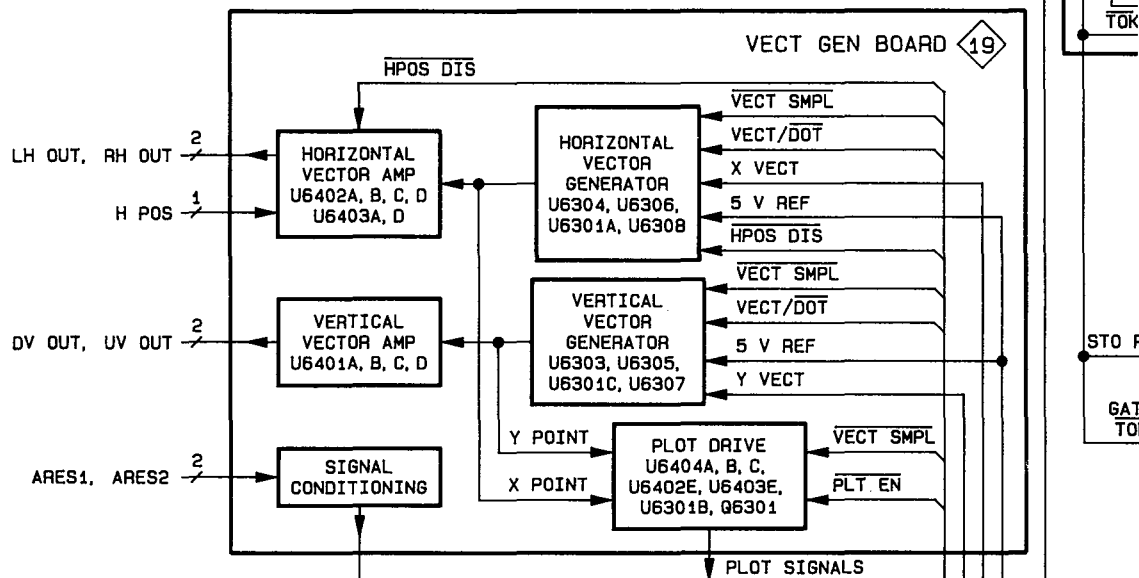 VECT GEN BOARD 19
TOK
HPOS DIS
VECT SMPL
VECT/DOT
X VECT
5 V REF
HPOS DIS
LH OUT, RH OUT 2
H POS 1
HORIZONTAL
VECTOR AMP
U6402A, B, C, D
U6403A, D
HORIZONTAL
VECTOR
GENERATOR
U6304, U6306,
U6301A, U6308
VECT SMPL
VECT/DOT
5 V REF
Y VECT
DV OUT, UV OUT 2
VERTICAL
VECTOR AMP
U6401A, B, C, D
VERTICAL
VECTOR
GENERATOR
U6303, U6305,
U6301C, U6307
STO
GAT
ARES1, ARES2 2
SIGNAL
CONDITIONING
Y POINT
X POINT
PLOT DRIVE
U6404A, B, C,
U6402E, U6403E,
U6301B, Q6301
VECT SMPL
PLT EN
PLOT SIGNALS